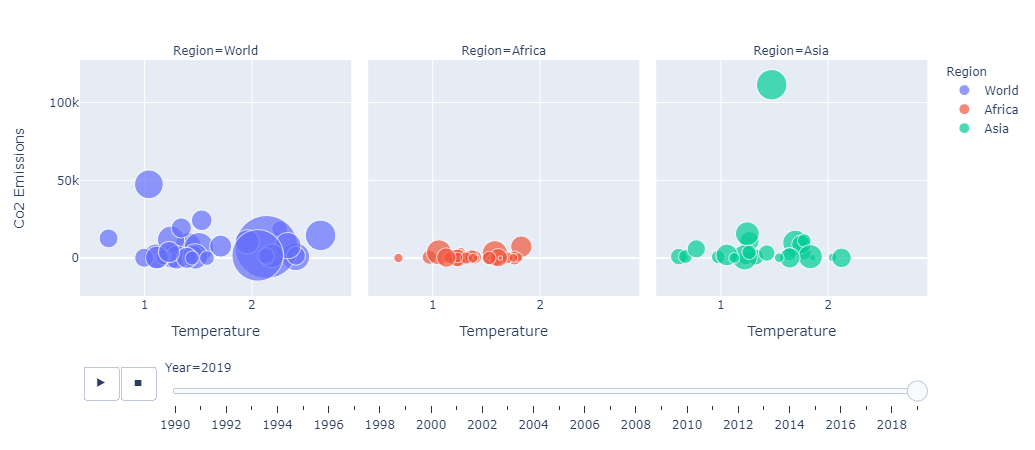 Region=World Region=Africa Region=Asia
Region
World
Africa
Asia
Co2 Emissions
100k
50k
0
1 2 1 2 1 2
Temperature Temperature Temperature
Year=2019
1990 1992 1994 1996 1998 2000 2002 2004 2006 2008 2010 2012 2014 2016 2018